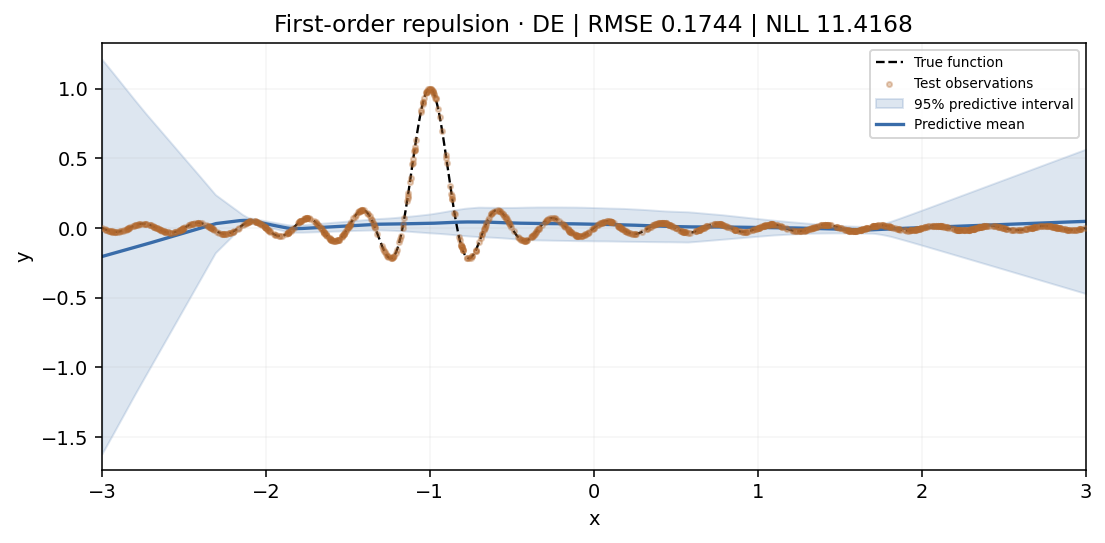 First-order repulsion · DE | RMSE 0.1744 | NLL 11.4168
True function
Test observations
95% predictive interval
Predictive mean
y
1.0
0.5
0.0
−0.5
−1.0
−1.5
−3
−2
−1
0
1
2
3
x